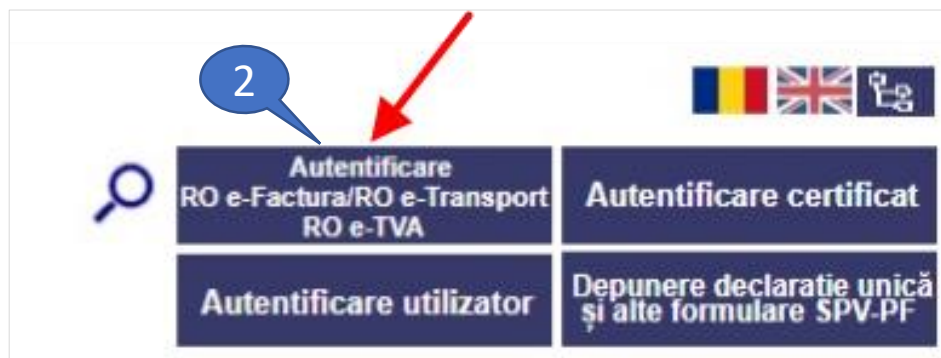 2
Autentificare
RO e-Factura/RO e-Transport
RO e-TVA
Autentificare certificat
Autentificare utilizator
Depunere declarație unică
și alte formulare SPV-PF